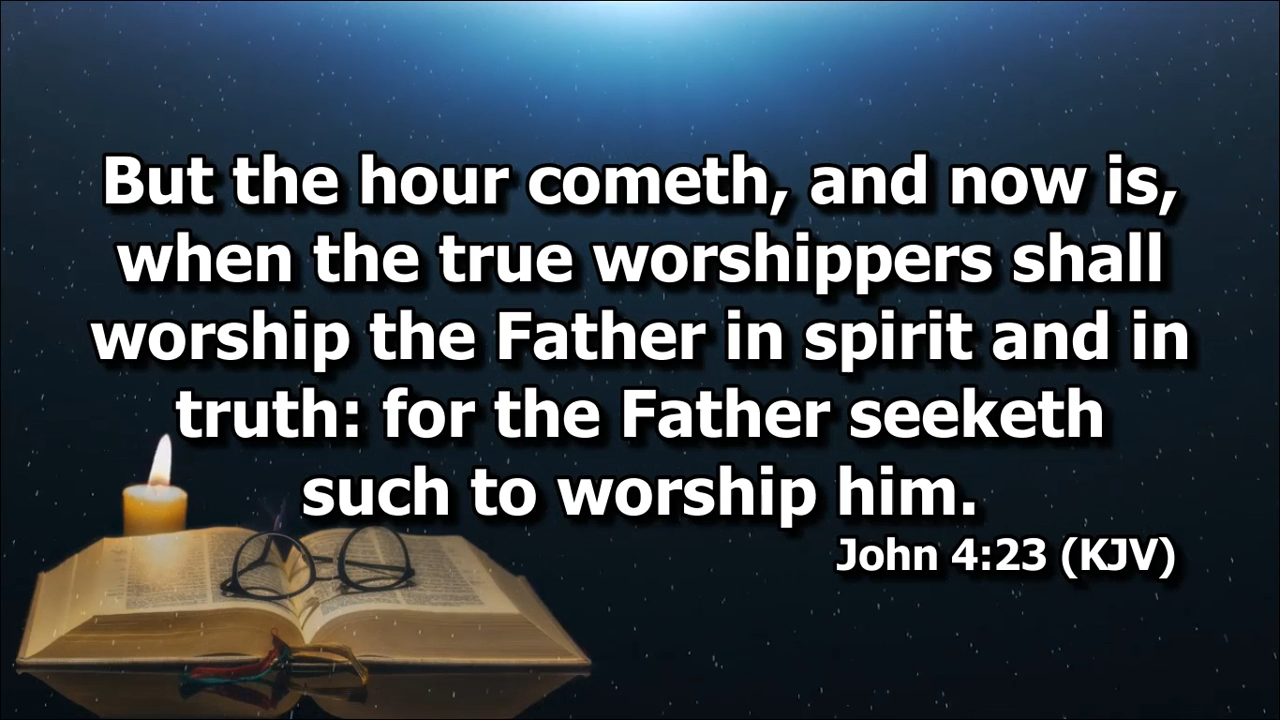 But the hour cometh, and now is,
when the true worshippers shall
worship the Father in spirit and in
truth: for the Father seeketh
such to worship him.
John 4:23 (KJV)